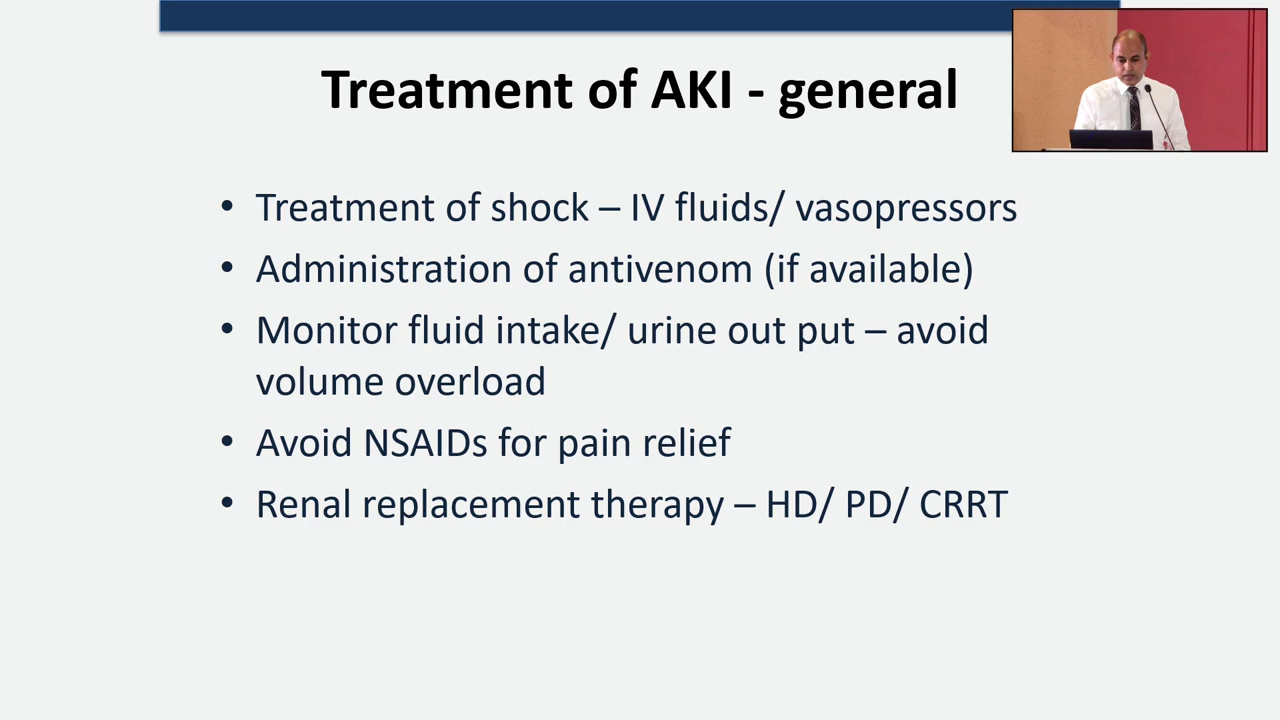 Treatment of AKI - general
• Treatment of shock – IV fluids/ vasopressors
• Administration of antivenom (if available)
• Monitor fluid intake/ urine out put – avoid
volume overload
• Avoid NSAIDs for pain relief
• Renal replacement therapy – HD/ PD/ CRRT